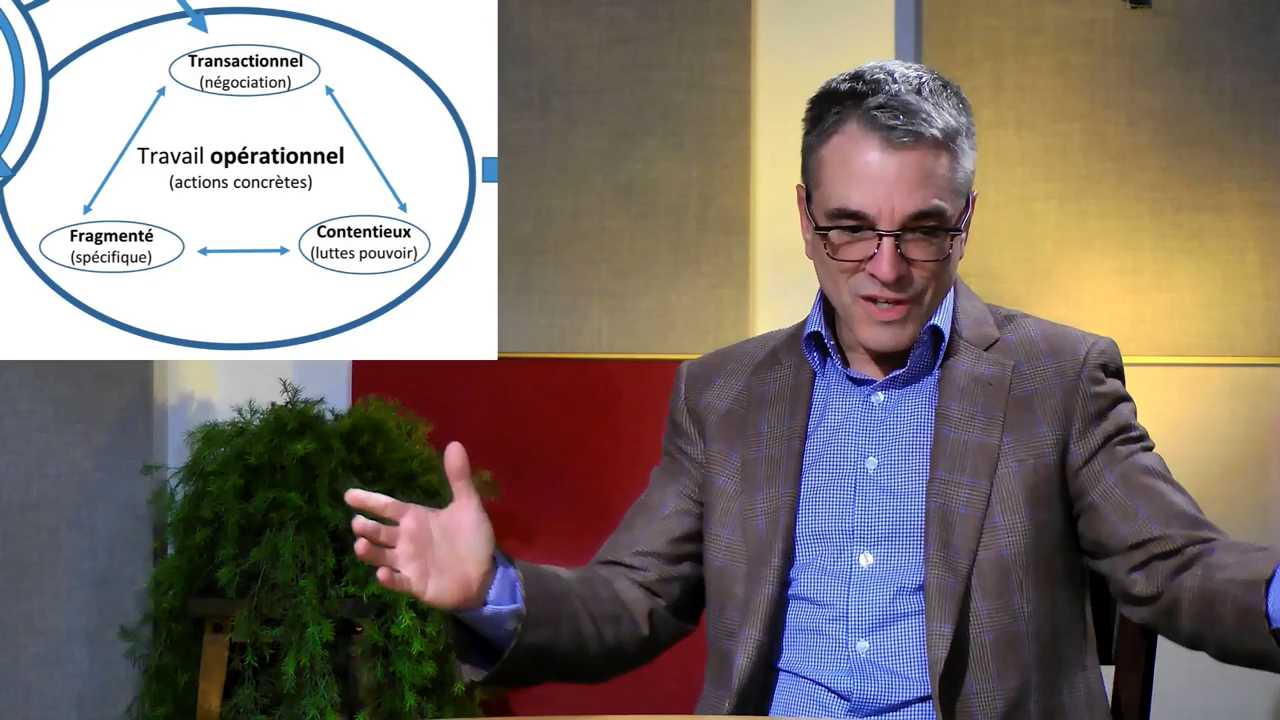 Transactionnel
(négociation)
Travail opérationnel
(actions concrètes)
Fragmenté
(spécifique)
Contentieux
(luttes pouvoir)